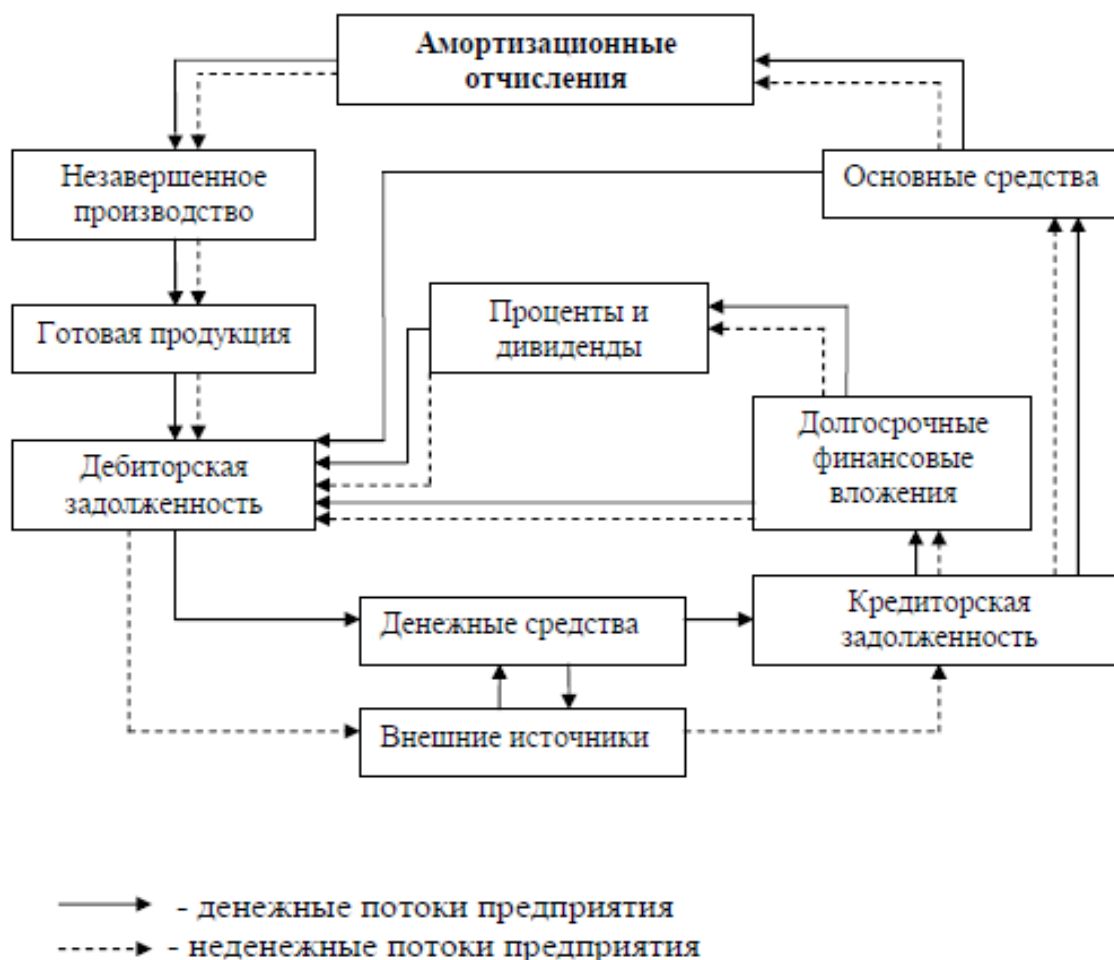 Амортизационные
отчисления
Незавершенное
производство
Основные средства
Готовая продукция
Проценты и
дивиденды
Долгосрочные
финансовые
вложения
Дебиторская
задолженность
Денежные средства
Кредиторская
задолженность
Внешние источники
- денежные потоки предприятия
- неденежные потоки предприятия